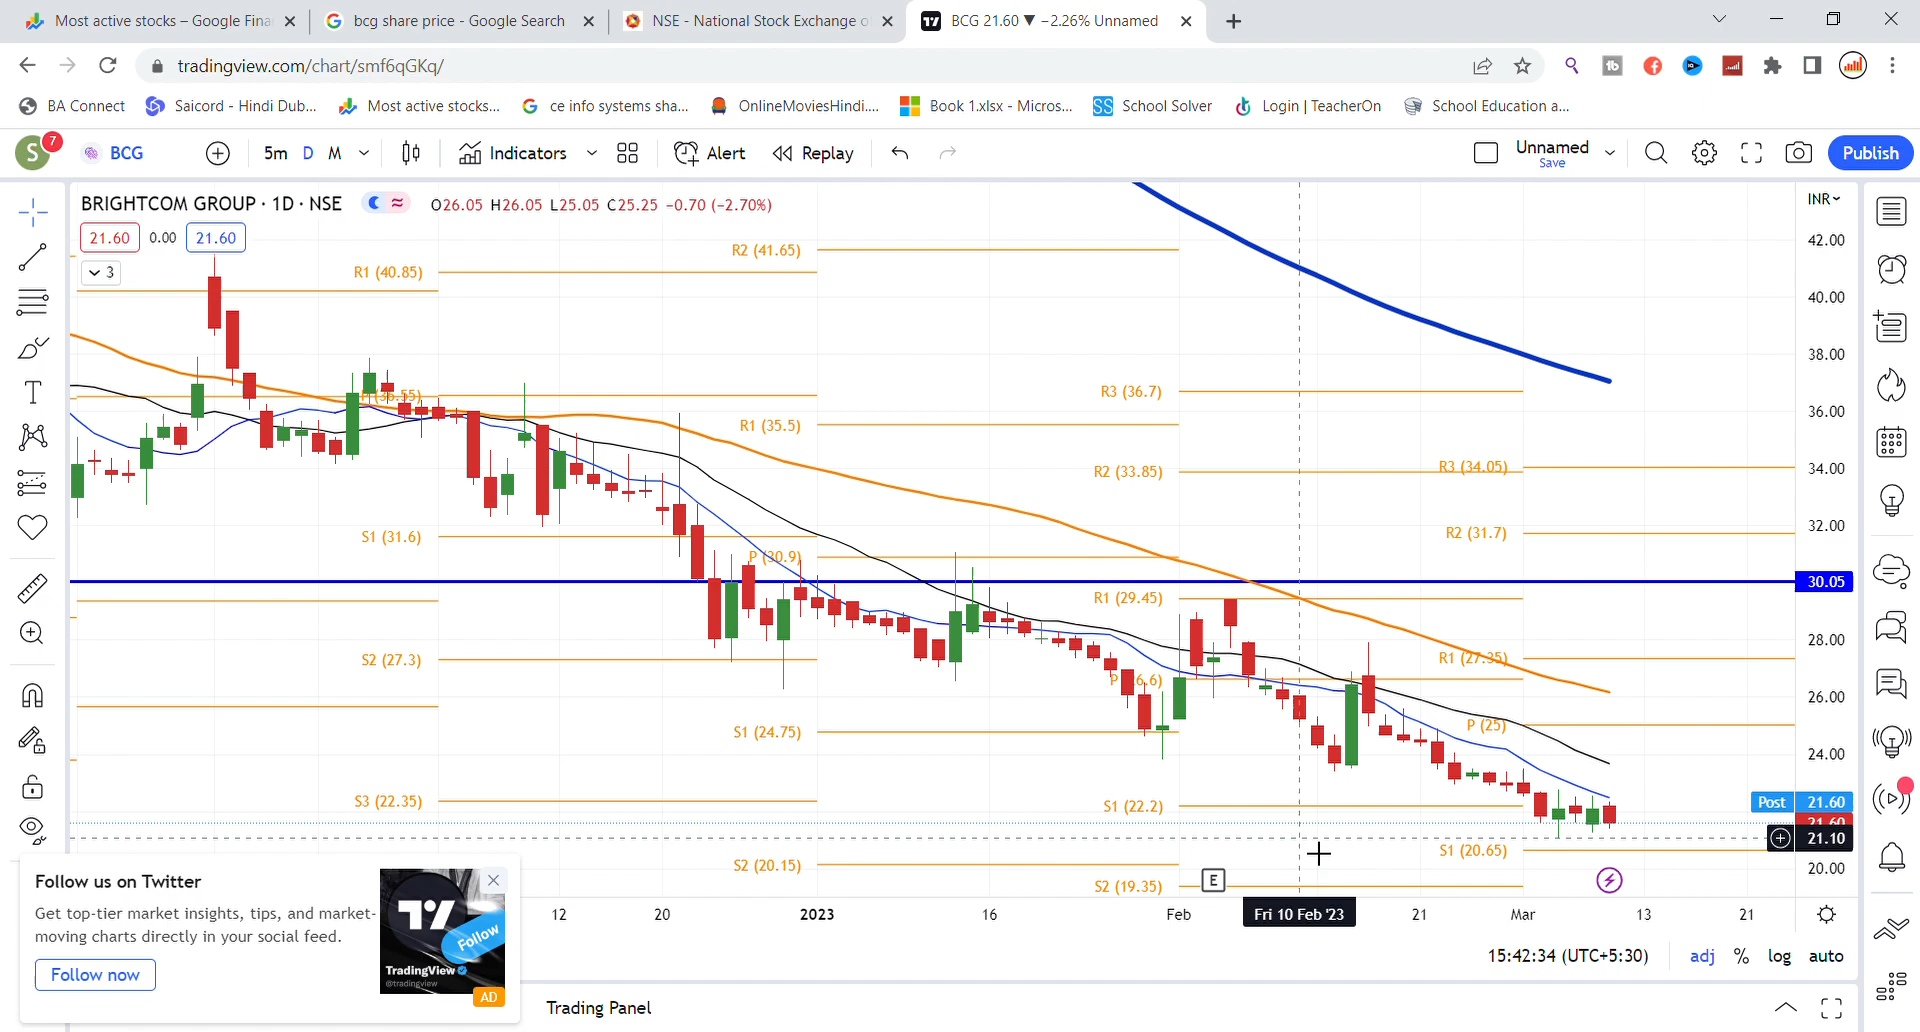 Most active stocks – Google Fina
bcg share price - Google Search
NSE - National Stock Exchange o
BCG 21.60 ▼ −2.26% Unnamed
tradingview.com/chart/smf6qGKq/
BA Connect
Saicord - Hindi Dub...
Most active stocks...
ce info systems sha...
OnlineMoviesHindi....
Book 1.xlsx - Micros...
School Solver
Login | TeacherOn
School Education a...
S
7
BCG
5m D M
Indicators
Alert
Replay
Unnamed
Save
Publish
BRIGHTCOM GROUP · 1D · NSE
O26.05 H26.05 L25.05 C25.25 −0.70 (−2.70%)
INR
21.60
0.00
21.60
3
R2 (41.65)
R1 (40.85)
R3 (36.7)
P (36.55)
R1 (35.5)
R2 (33.85)
R3 (34.05)
R2 (31.7)
S1 (31.6)
P (30.9)
R1 (29.45)
S2 (27.3)
R1 (27.35)
S1 (24.75)
P (25)
S3 (22.35)
S1 (22.2)
S1 (20.65)
S2 (20.15)
S2 (19.35)
42.00
40.00
38.00
36.00
34.00
32.00
30.05
28.00
26.00
24.00
Post 21.60
21.60
21.10
20.00
E
12
20
2023
16
Feb
Fri 10 Feb '23
21
Mar
13
21
15:42:34 (UTC+5:30)
adj
%
log
auto
Follow us on Twitter
Get top-tier market insights, tips, and market-
moving charts directly in your social feed.
Follow now
Follow
TradingView
@tradingview
AD
Trading Panel